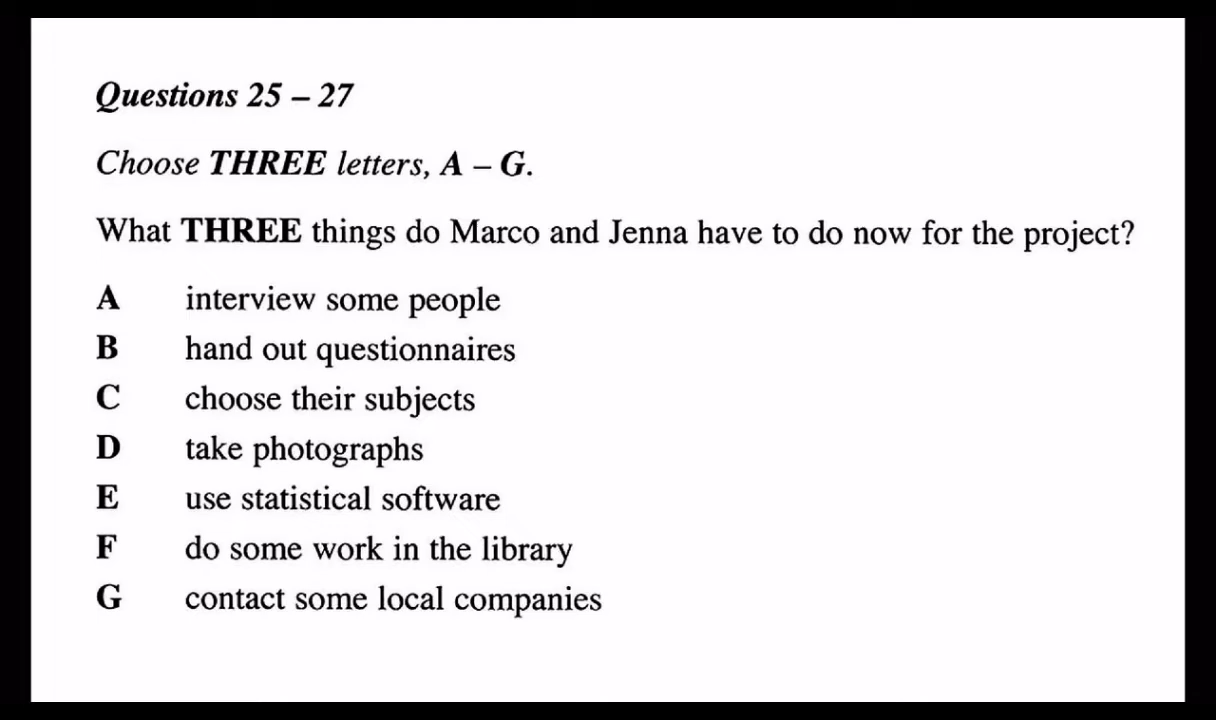 Questions 25 – 27
Choose THREE letters, A – G.
What THREE things do Marco and Jenna have to do now for the project?
A interview some people
B hand out questionnaires
C choose their subjects
D take photographs
E use statistical software
F do some work in the library
G contact some local companies